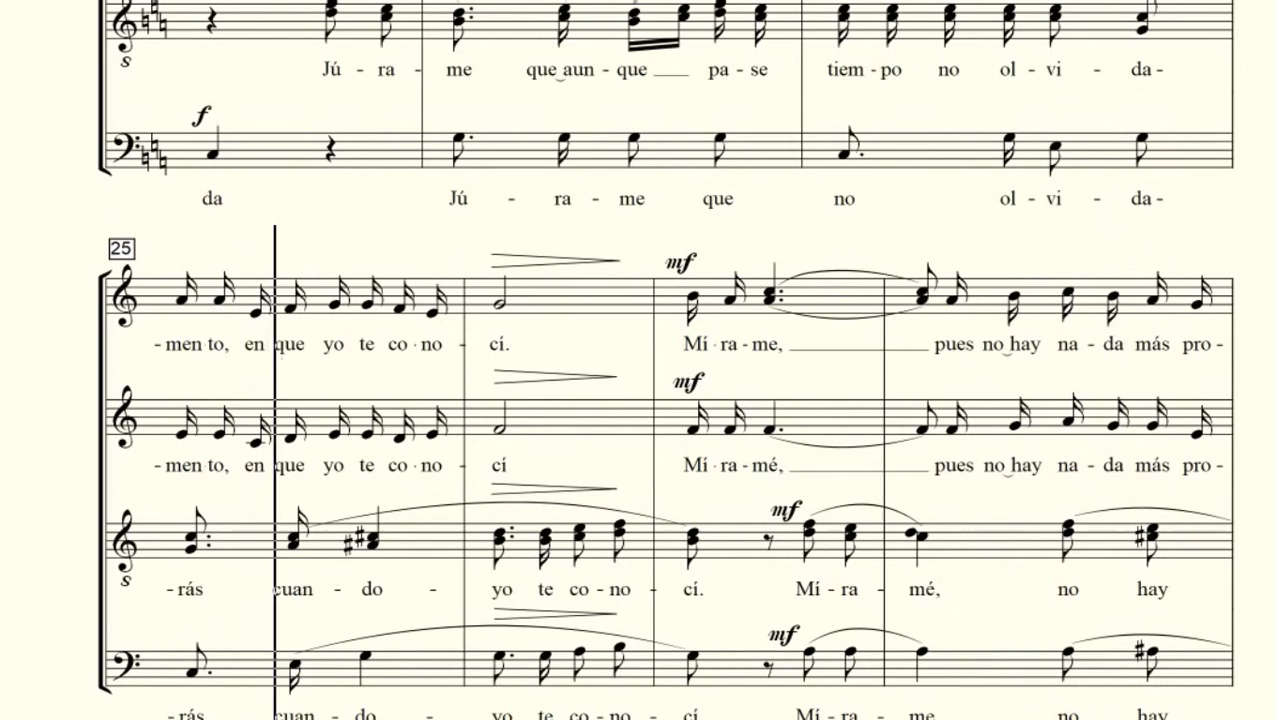 Jú - ra - me que‿aun - que pa - se tiem - po no ol - vi - da -
f
da Jú - ra - me que no ol - vi - da -
25
mf
- men - to, en que yo te co - no - cí. Mí - ra - me, pues no‿hay na - da más pro -
mf
- men - to, en que yo te co - no - cí Mí - ra - mé, pues no‿hay na - da más pro -
mf
- rás cuan - do - yo te co - no - cí. Mí - ra - mé, no hay
mf
- rás cuan - do - yo te co - no - cí Mí - ra - me no hay